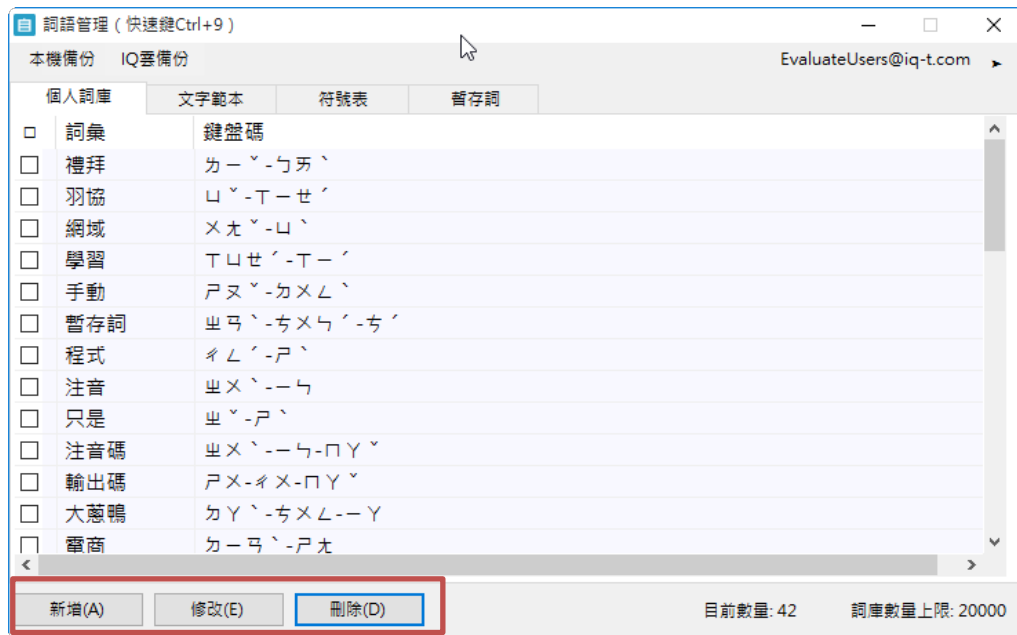 詞語管理 ( 快速鍵Ctrl+9 )
本機備份 IQ雲備份 EvaluateUsers@iq-t.com
個人詞庫 文字範本 符號表 暫存詞
詞彙 鍵盤碼
禮拜 ㄌㄧˇ-ㄅㄞˋ
羽協 ㄩˇ-ㄒㄧㄝˊ
網域 ㄨㄤˇ-ㄩˋ
學習 ㄒㄩㄝˊ-ㄒㄧˊ
手動 ㄕㄡˇ-ㄉㄨㄥˋ
暫存詞 ㄓㄢˋ-ㄘㄨㄣˊ-ㄘˊ
程式 ㄔㄥˊ-ㄕˋ
注音 ㄓㄨˋ-ㄧㄣ
只是 ㄓˇ-ㄕˋ
注音碼 ㄓㄨˋ-ㄧㄣ-ㄇㄚˇ
輸出碼 ㄕㄨ-ㄔㄨ-ㄇㄚˇ
大蔥鴨 ㄉㄚˋ-ㄘㄨㄥ-ㄧㄚ
電商 ㄉㄧㄢˋ-ㄕㄤ
新增(A) 修改(E) 刪除(D) 目前數量: 42 詞庫數量上限: 20000